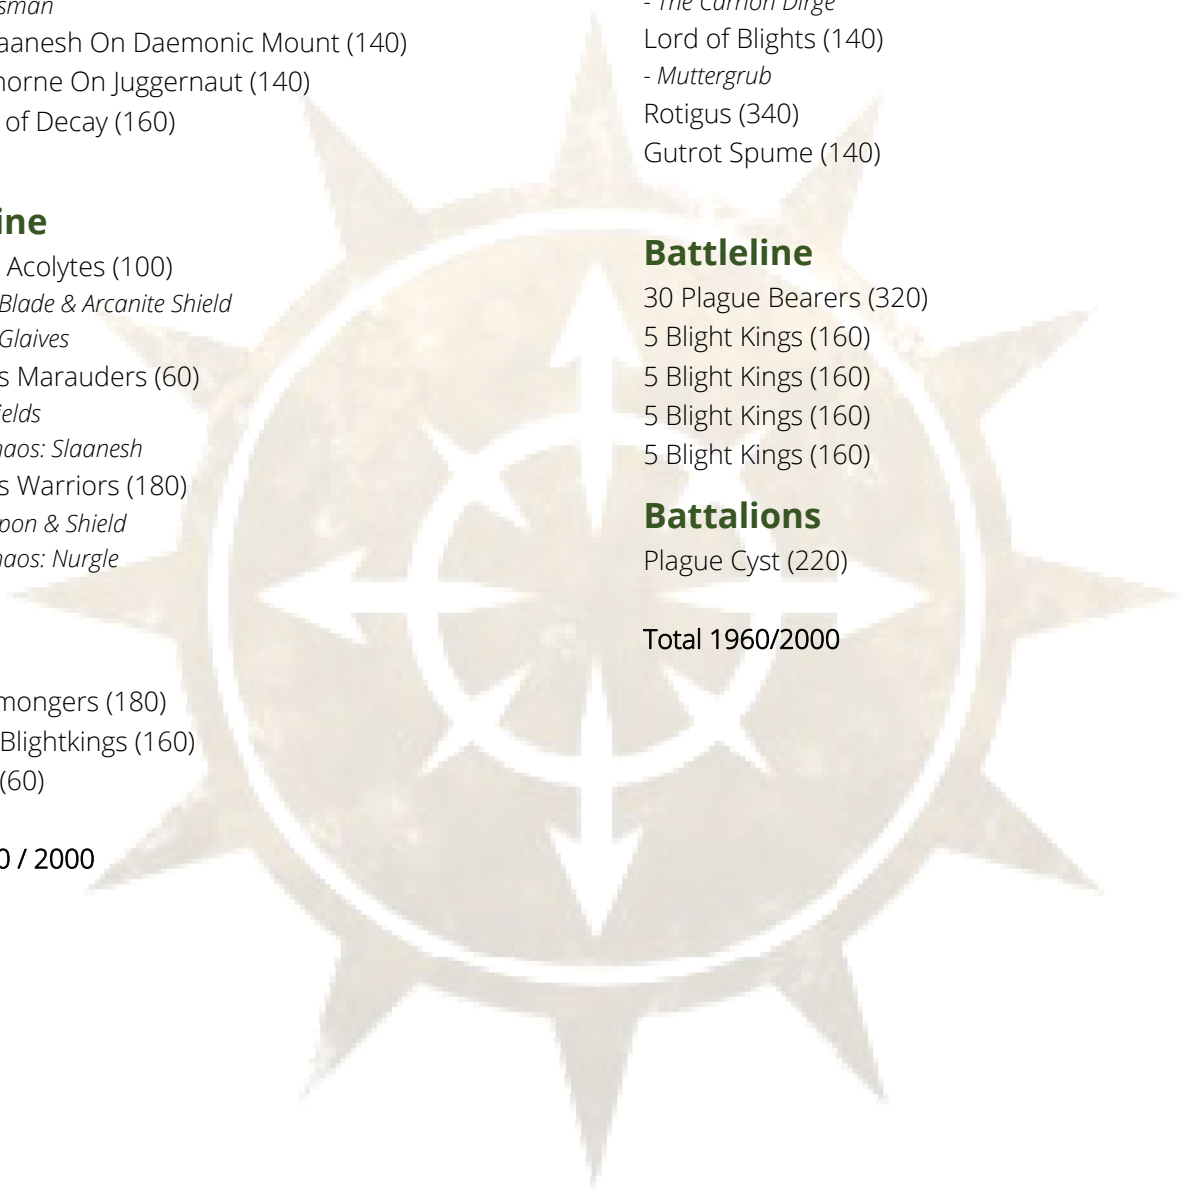 sman
aanesh On Daemonic Mount (140)
horne On Juggernaut (140)
of Decay (160)
ine
Acolytes (100)
Blade & Arcanite Shield
Glaives
s Marauders (60)
ields
haos: Slaanesh
s Warriors (180)
pon & Shield
haos: Nurgle
mongers (180)
Blightkings (160)
(60)
0 / 2000
- The Carrion Dirge
Lord of Blights (140)
- Muttergrub
Rotigus (340)
Gutrot Spume (140)
Battleline
30 Plague Bearers (320)
5 Blight Kings (160)
5 Blight Kings (160)
5 Blight Kings (160)
5 Blight Kings (160)
Battalions
Plague Cyst (220)
Total 1960/2000